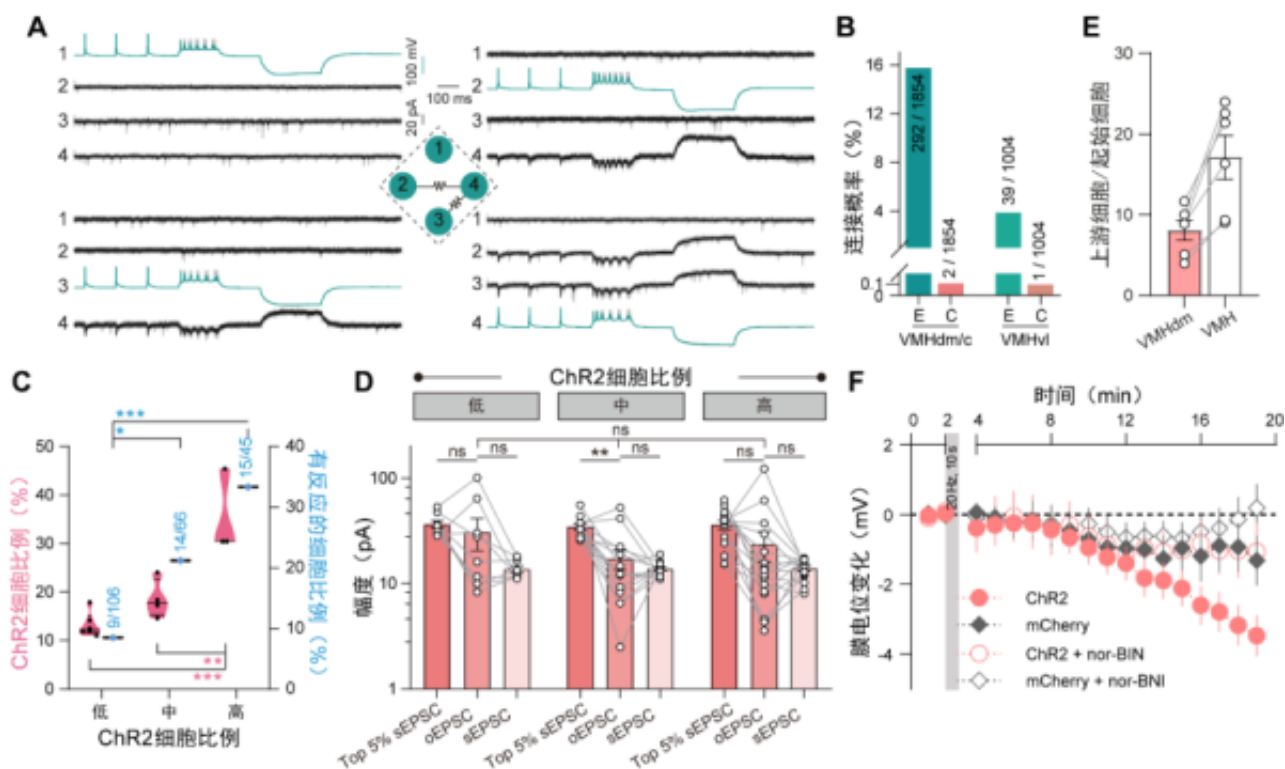 A
1
2
3
4
100 mV
100 ms
20 pA
1
2
3
4
1
2
4
3
1
2
3
4
1
2
3
4
B
连接概率（%）
16
12
8
4
0.1
0
292 / 1854
2 / 1854
39 / 1004
1 / 1004
E
C
E
C
VMHdm/c
VMHvl
E
上游细胞/起始细胞
30
20
10
0
VMHdm
VMH
C
ChR2细胞比例（%）
50
40
30
20
10
0
***
*
9/106
14/66
15/45
**
***
40
30
20
10
0
有反应的细胞比例（%）
低
中
高
ChR2细胞比例
D
ChR2细胞比例
低
中
高
ns
ns
ns
**
ns
ns
ns
幅度（pA）
100
10
1
Top 5% sEPSC
oEPSC
sEPSC
Top 5% sEPSC
oEPSC
sEPSC
Top 5% sEPSC
oEPSC
sEPSC
F
时间（min）
0
2
4
8
12
16
20
膜电位变化（mV）
2
0
-2
-4
20 Hz, 10 s
ChR2
mCherry
ChR2 + nor-BIN
mCherry + nor-BNI